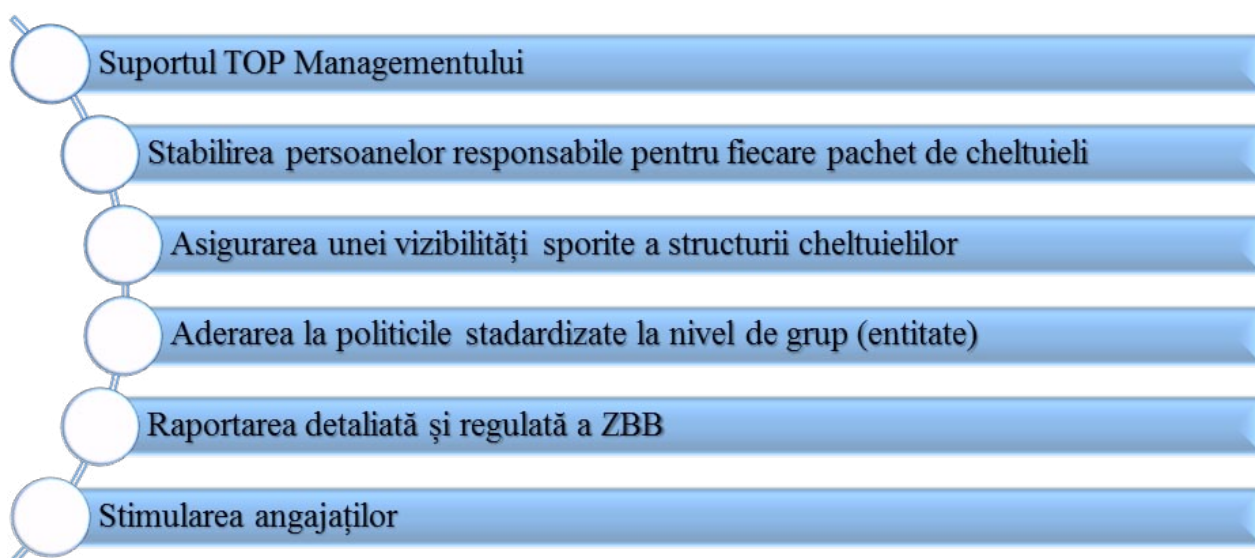 Suportul TOP Managementului
Stabilirea persoanelor responsabile pentru fiecare pachet de cheltuieli
Asigurarea unei vizibilități sporite a structurii cheltuielilor
Aderarea la politicile stadardizate la nivel de grup (entitate)
Raportarea detaliată și regulată a ZBB
Stimularea angajaților